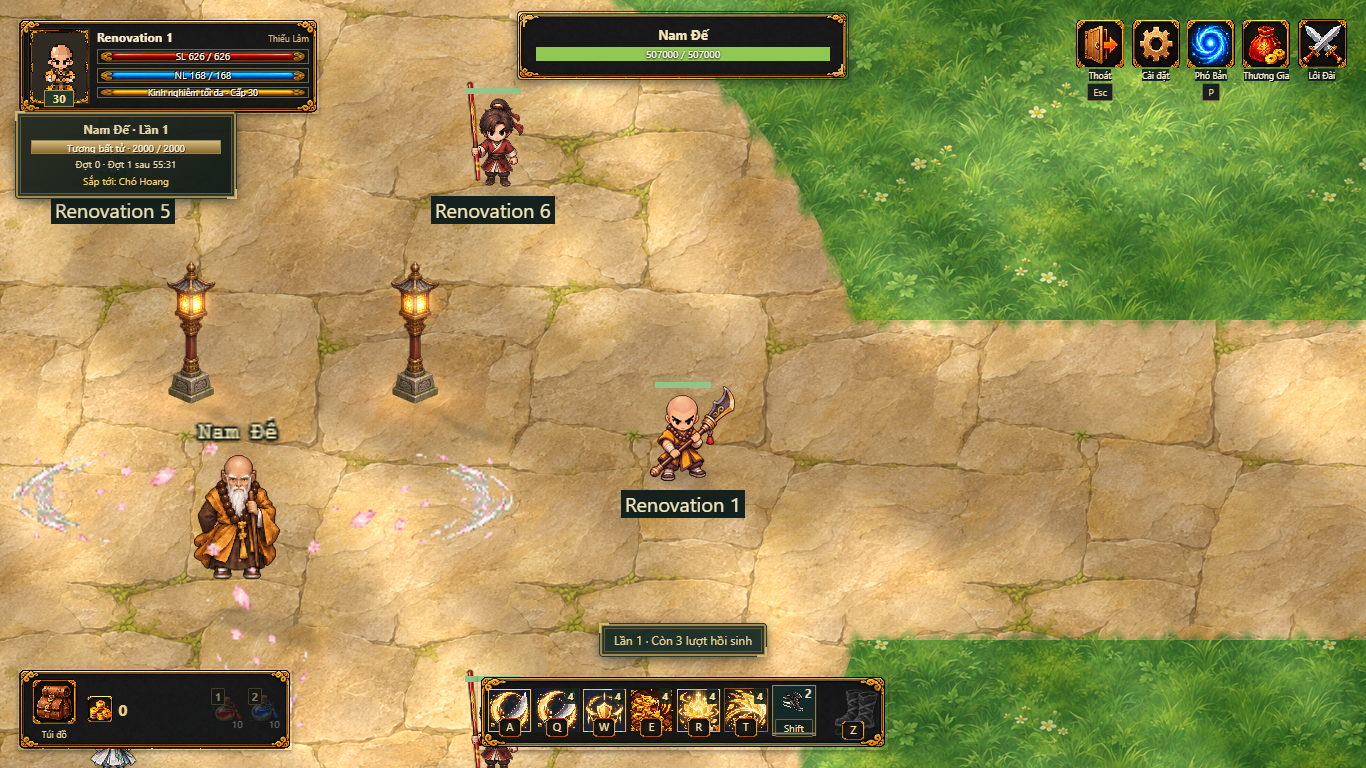 Renovation 1
Thiếu Lâm
SL 626 / 626
NL 168 / 168
Kinh nghiệm tối đa · Cấp 30
30
Nam Đế · Lần 1
Tượng bất tử · 2000 / 2000
Đợt 0 · Đợt 1 sau 55:31
Sắp tới: Chó Hoang
Nam Đế
507000 / 507000
Thoát
Esc
Cài đặt
Phó Bản
P
Thương Gia
Lôi Đài
Renovation 5
Renovation 6
Nam Đế
Renovation 1
Lần 1 · Còn 3 lượt hồi sinh
Túi đồ
0
1
10
2
10
A
4
Q
4
W
4
E
4
R
4
T
2
Shift
Z